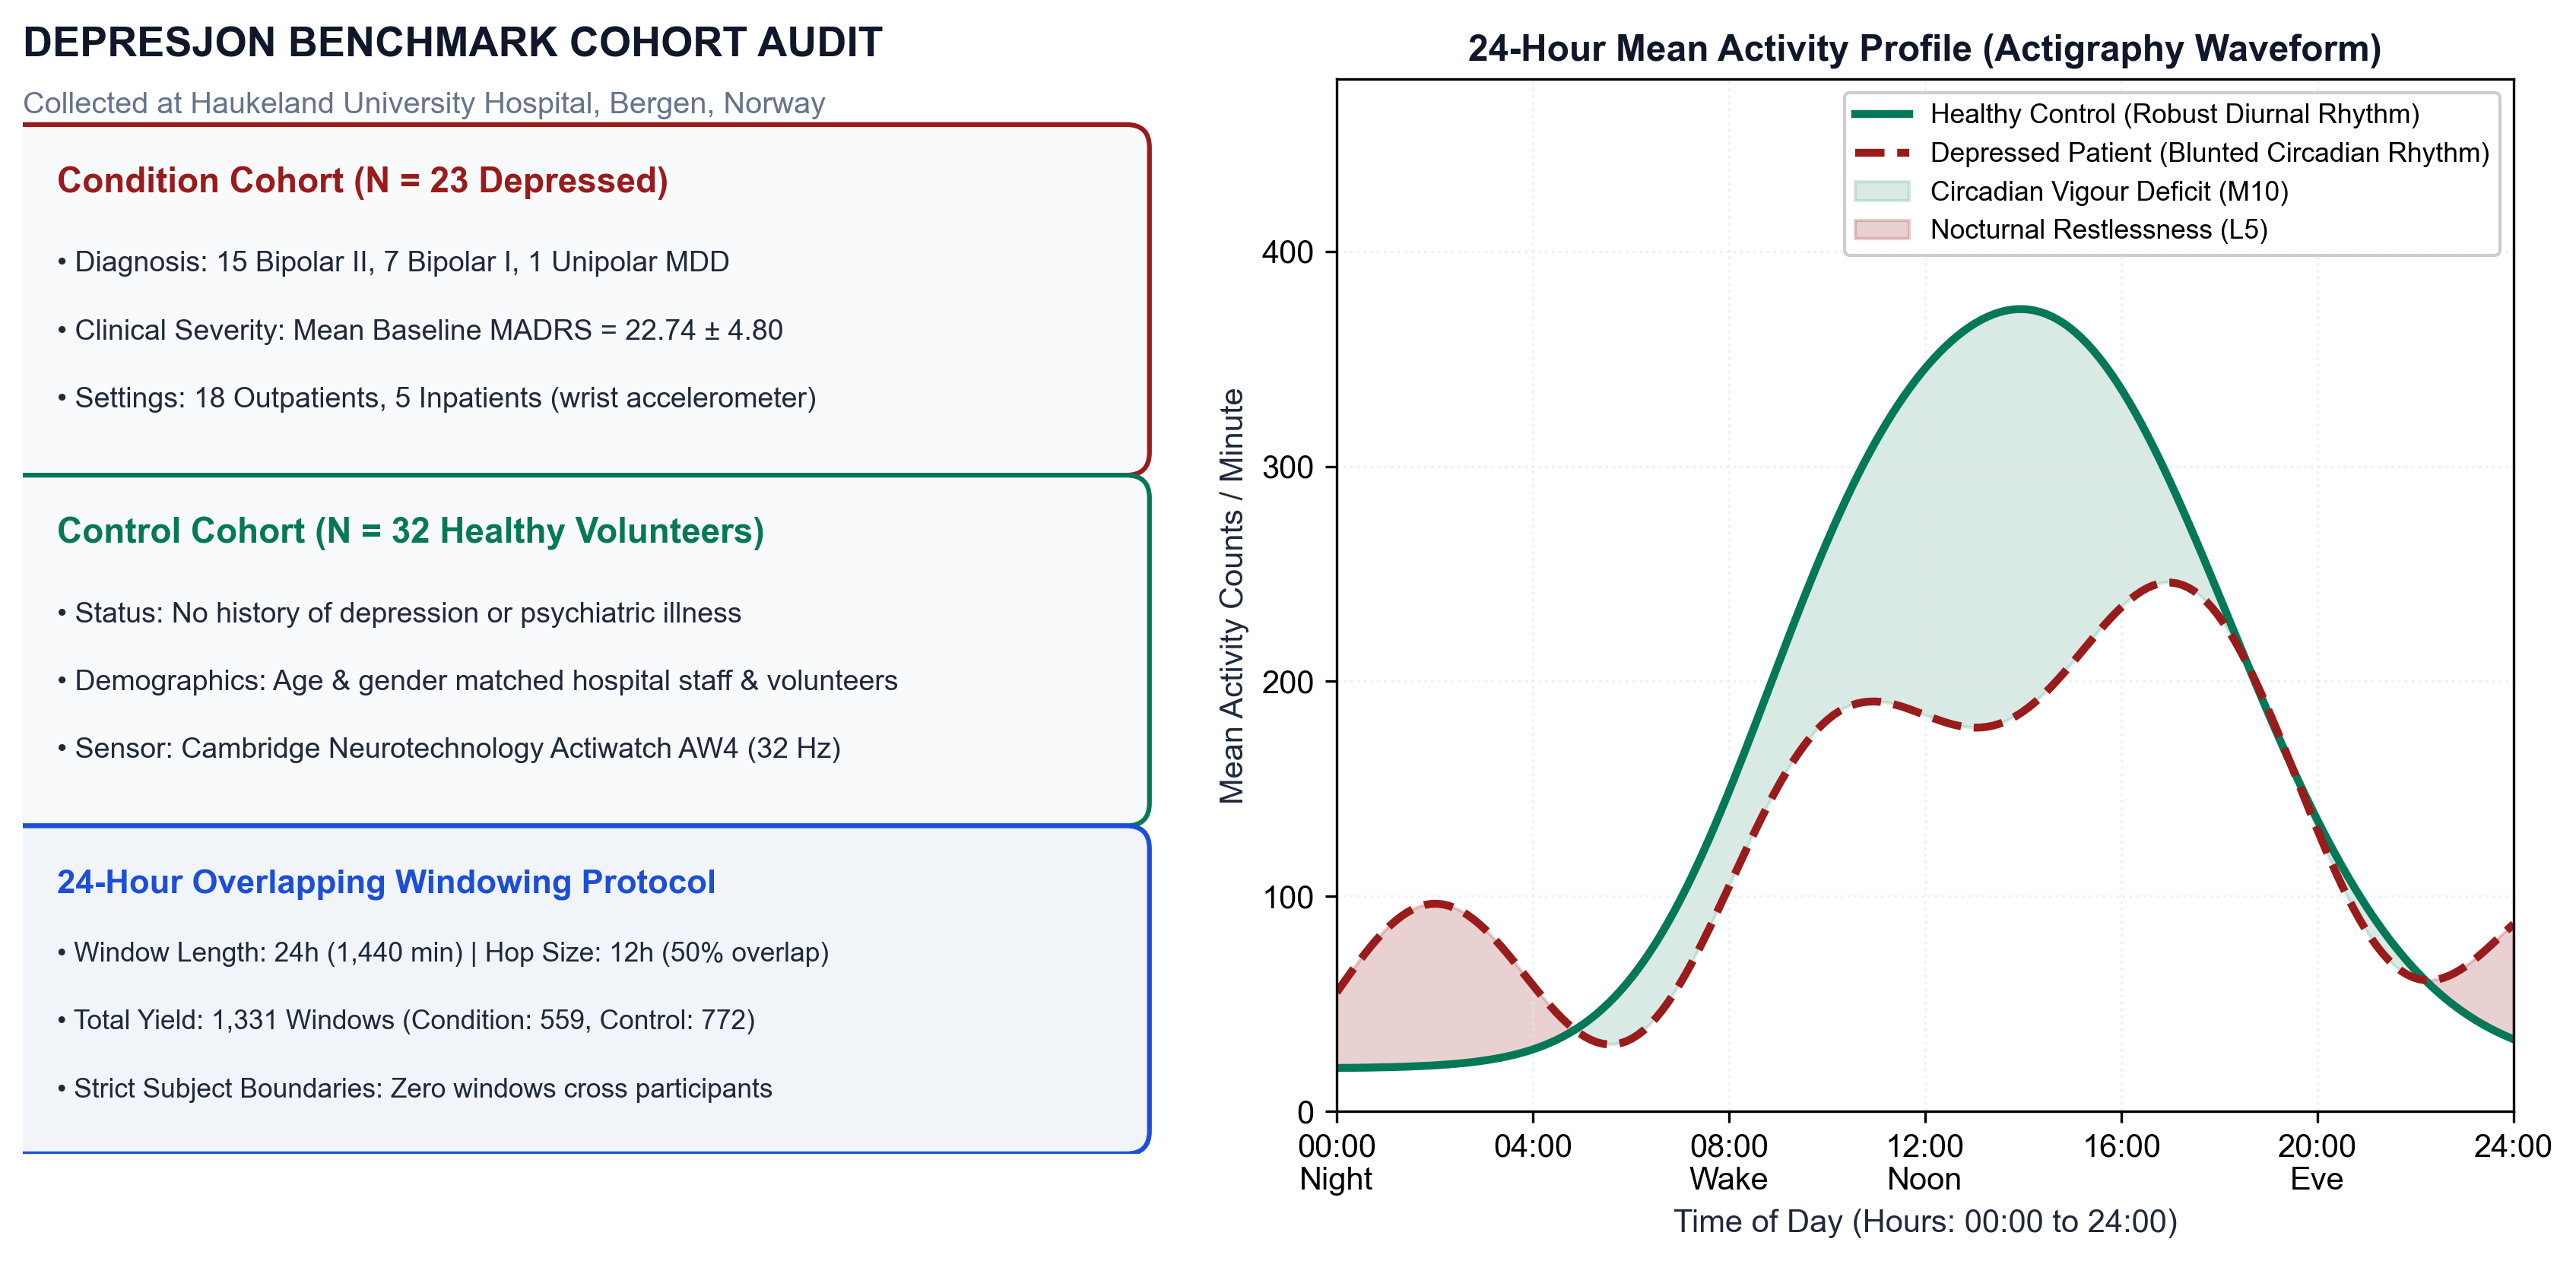 DEPRESJON BENCHMARK COHORT AUDIT
Collected at Haukeland University Hospital, Bergen, Norway
Condition Cohort (N = 23 Depressed)
• Diagnosis: 15 Bipolar II, 7 Bipolar I, 1 Unipolar MDD
• Clinical Severity: Mean Baseline MADRS = 22.74 ± 4.80
• Settings: 18 Outpatients, 5 Inpatients (wrist accelerometer)
Control Cohort (N = 32 Healthy Volunteers)
• Status: No history of depression or psychiatric illness
• Demographics: Age & gender matched hospital staff & volunteers
• Sensor: Cambridge Neurotechnology Actiwatch AW4 (32 Hz)
24-Hour Overlapping Windowing Protocol
• Window Length: 24h (1,440 min) | Hop Size: 12h (50% overlap)
• Total Yield: 1,331 Windows (Condition: 559, Control: 772)
• Strict Subject Boundaries: Zero windows cross participants
24-Hour Mean Activity Profile (Actigraphy Waveform)
Healthy Control (Robust Diurnal Rhythm)
Depressed Patient (Blunted Circadian Rhythm)
Circadian Vigour Deficit (M10)
Nocturnal Restlessness (L5)
Mean Activity Counts / Minute
400
300
200
100
0
00:00 04:00 08:00 12:00 16:00 20:00 24:00
Night Wake Noon Eve
Time of Day (Hours: 00:00 to 24:00)